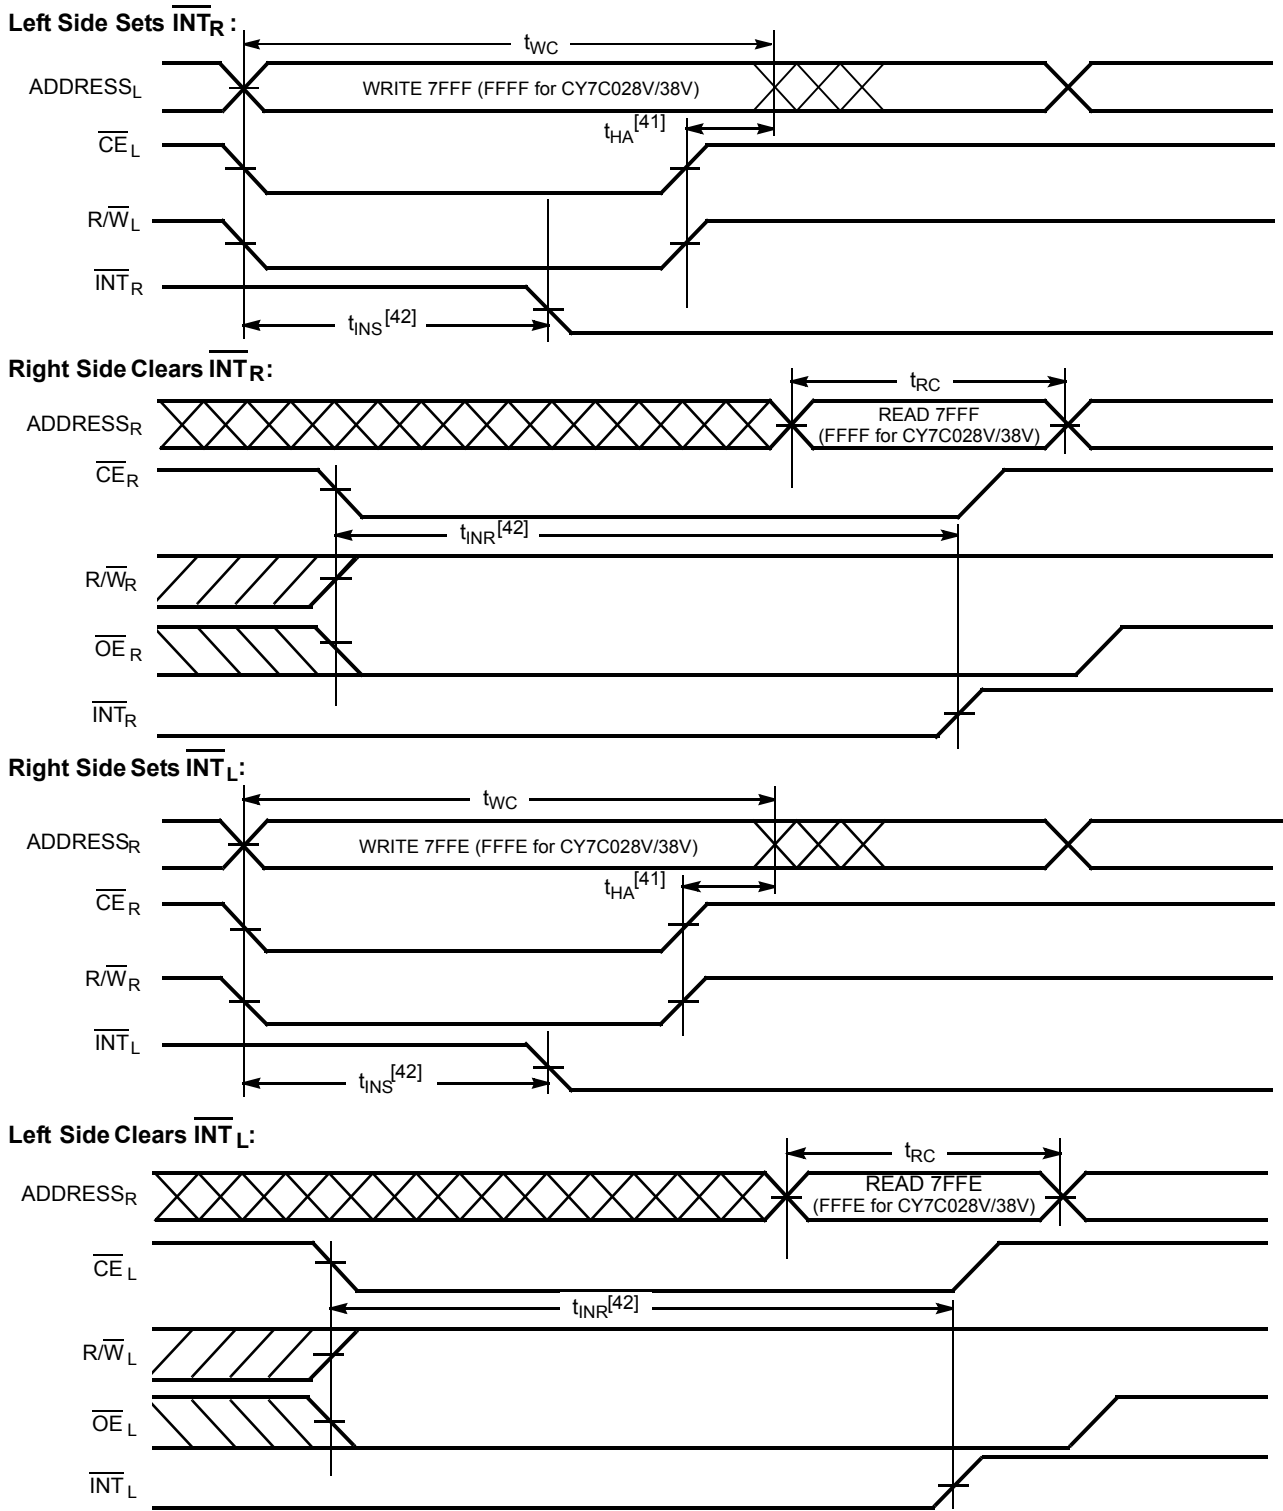 Left Side Sets INTR :
tWC
ADDRESSL
WRITE 7FFF (FFFF for CY7C028V/38V)
tHA[41]
CEL
R/WL
INTR
tINS[42]
Right Side Clears INTR:
tRC
ADDRESSR
READ 7FFF
(FFFF for CY7C028V/38V)
CER
tINR[42]
R/WR
OER
INTR
Right Side Sets INTL:
tWC
ADDRESSR
WRITE 7FFE (FFFE for CY7C028V/38V)
tHA[41]
CER
R/WR
INTL
tINS[42]
Left Side Clears INTL:
tRC
ADDRESSR
READ 7FFE
(FFFE for CY7C028V/38V)
CEL
tINR[42]
R/WL
OEL
INTL